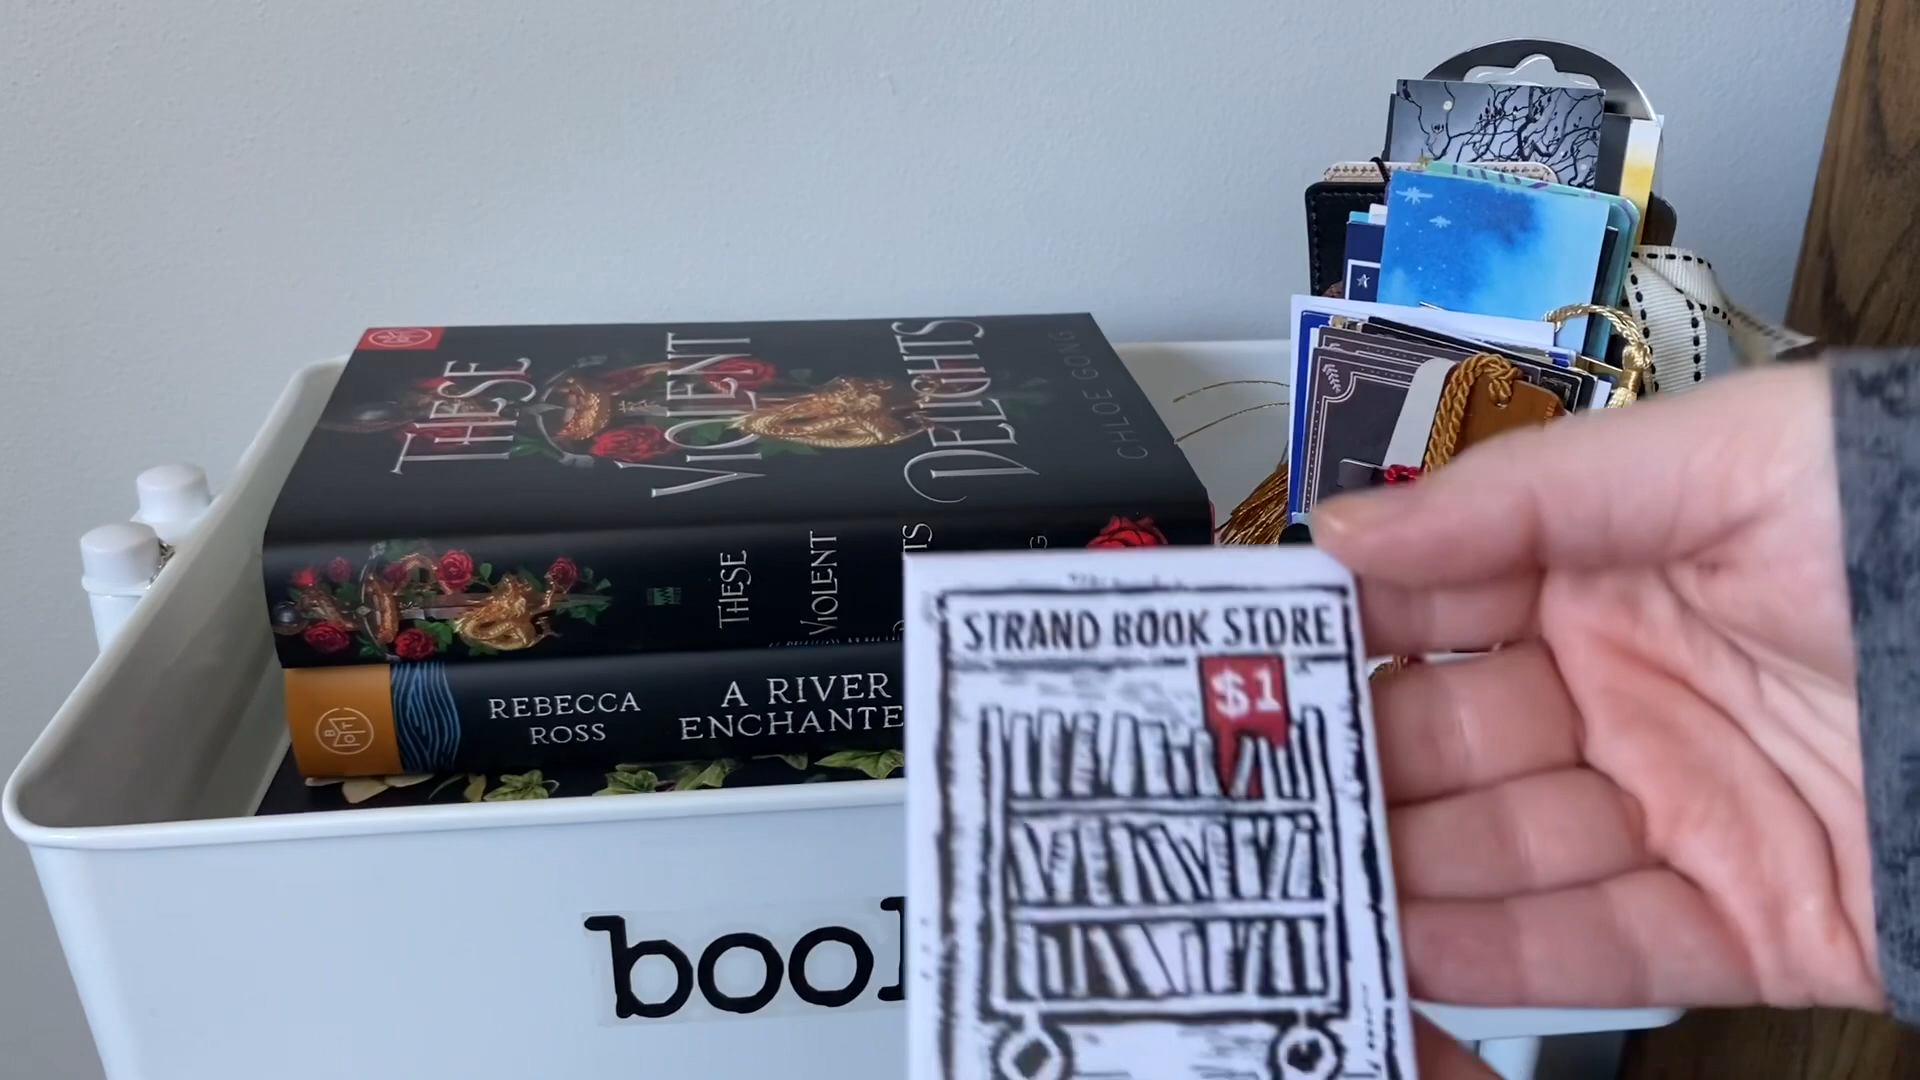 THESE
VIOLENT
DELIGHTS
CHLOE GONG
THESE
VIOLENT
REBECCA
ROSS
A RIVER
ENCHANTE
STRAND BOOK STORE
$1
boo